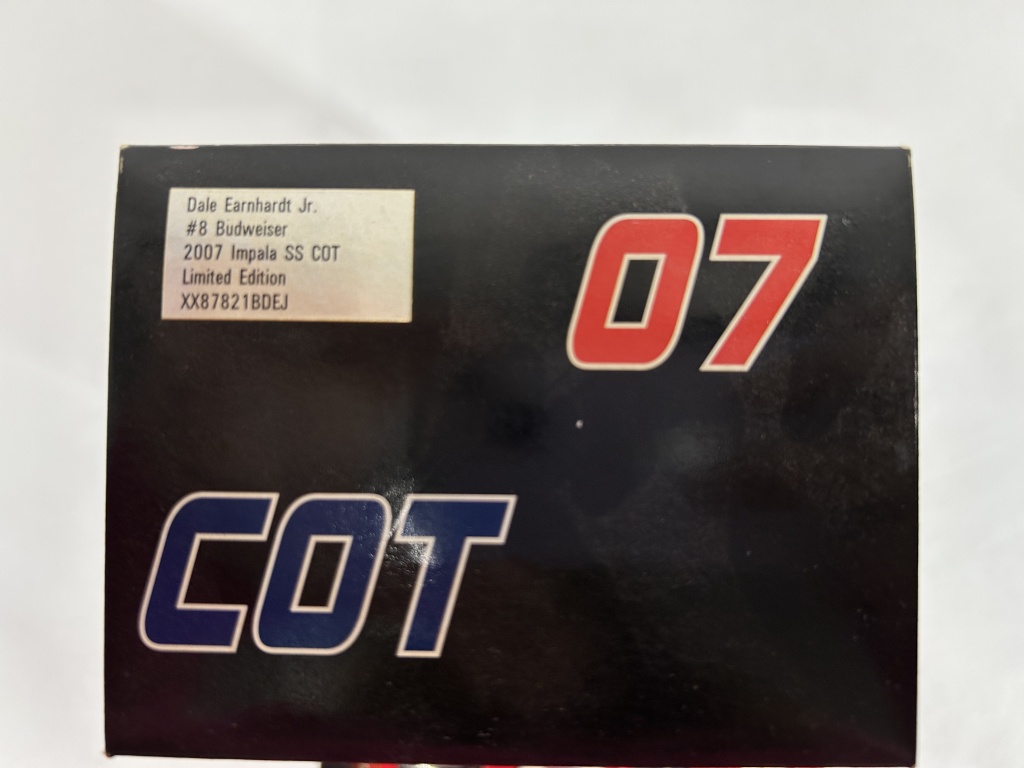 Dale Earnhardt Jr.
#8 Budweiser
2007 Impala SS COT
Limited Edition
XX87821BDEJ
07
COT